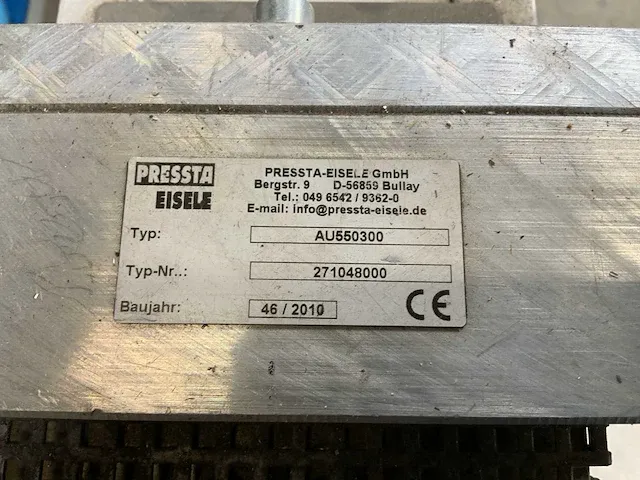 PRESSTA
EISELE
PRESSTA-EISELE GmbH
Bergstr. 9 D-56859 Bullay
Tel.: 049 6542 / 9362-0
E-mail: info@pressta-eisele.de
Typ: AU550300
Typ-Nr..: 271048000
Baujahr: 46 / 2010 CE